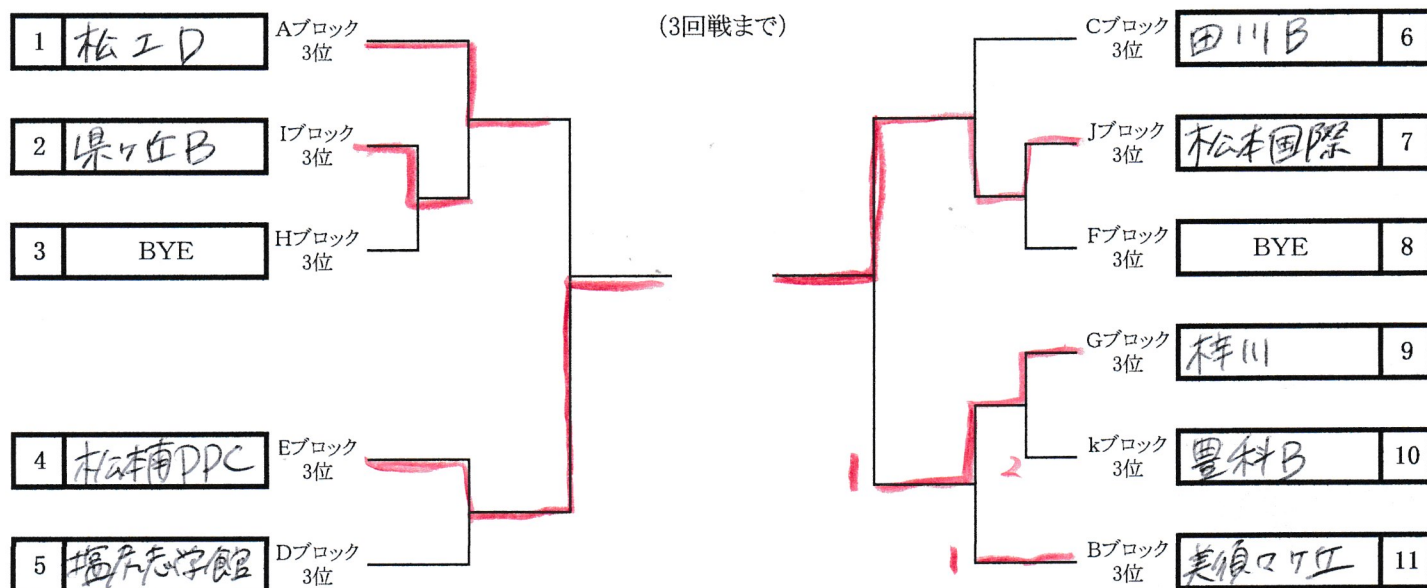 (3回戦まで)
1 松工D Aブロック 3位
2 県ヶ丘B Iブロック 3位
3 BYE Hブロック 3位
4 松本南PPC Eブロック 3位
5 塩尻志学館 Dブロック 3位
Cブロック 3位 田川B 6
Jブロック 3位 松本国際 7
Fブロック 3位 BYE 8
Gブロック 3位 梓川 9
kブロック 3位 豊科B 10
2
1
Bブロック 3位 美須々ヶ丘 11
1